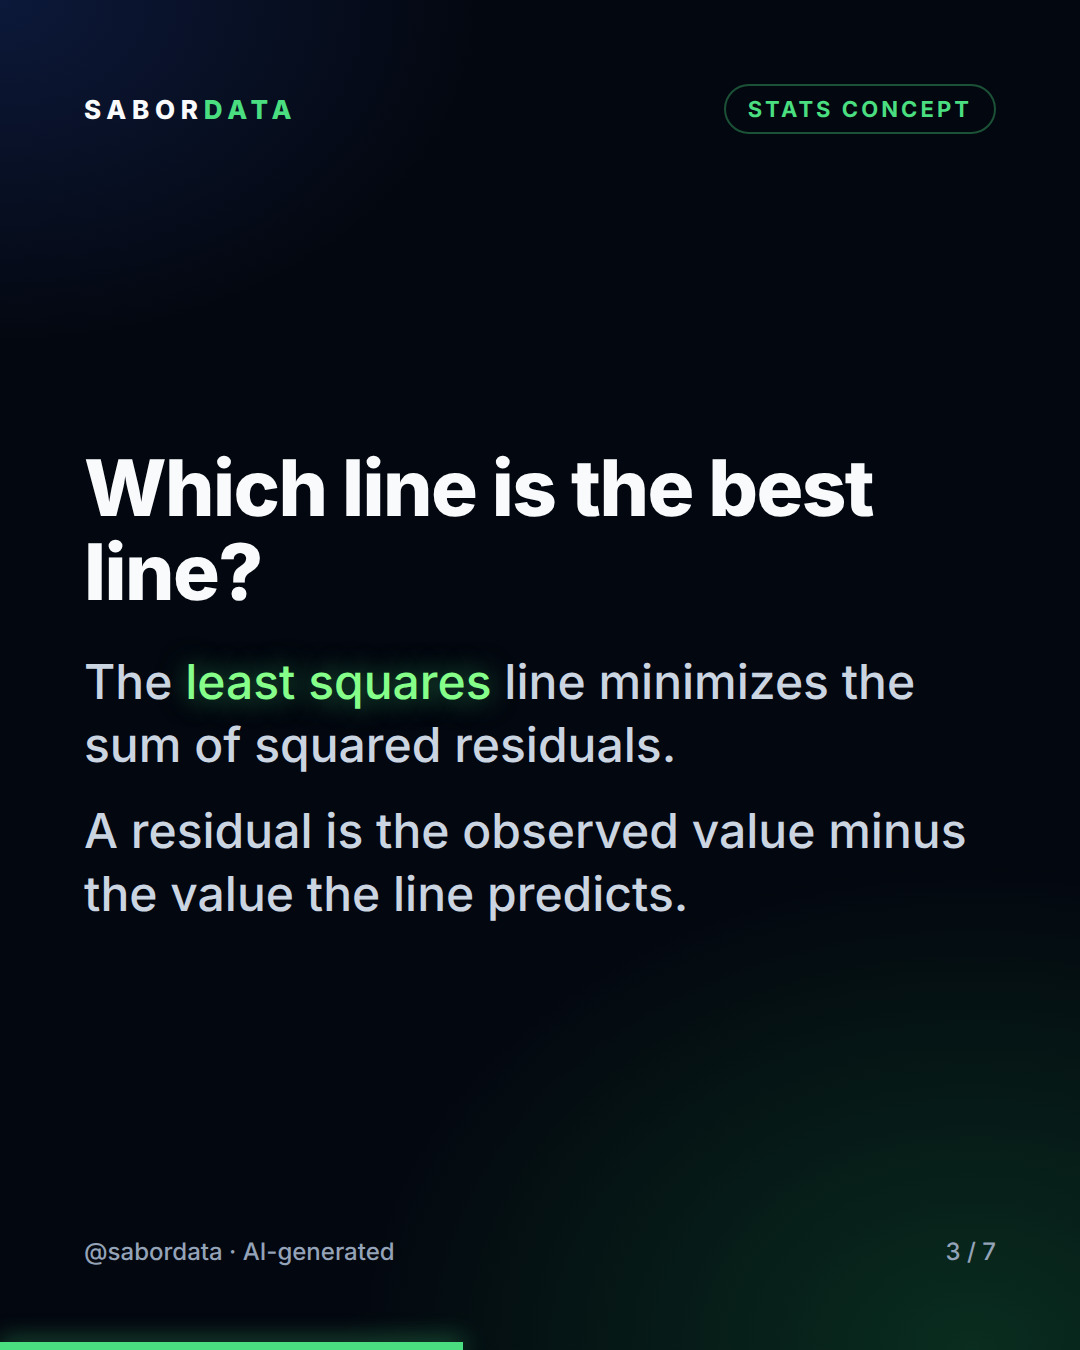 SABORDATA
STATS CONCEPT
Which line is the best
line?
The least squares line minimizes the
sum of squared residuals.
A residual is the observed value minus
the value the line predicts.
@sabordata · AI-generated
3 / 7